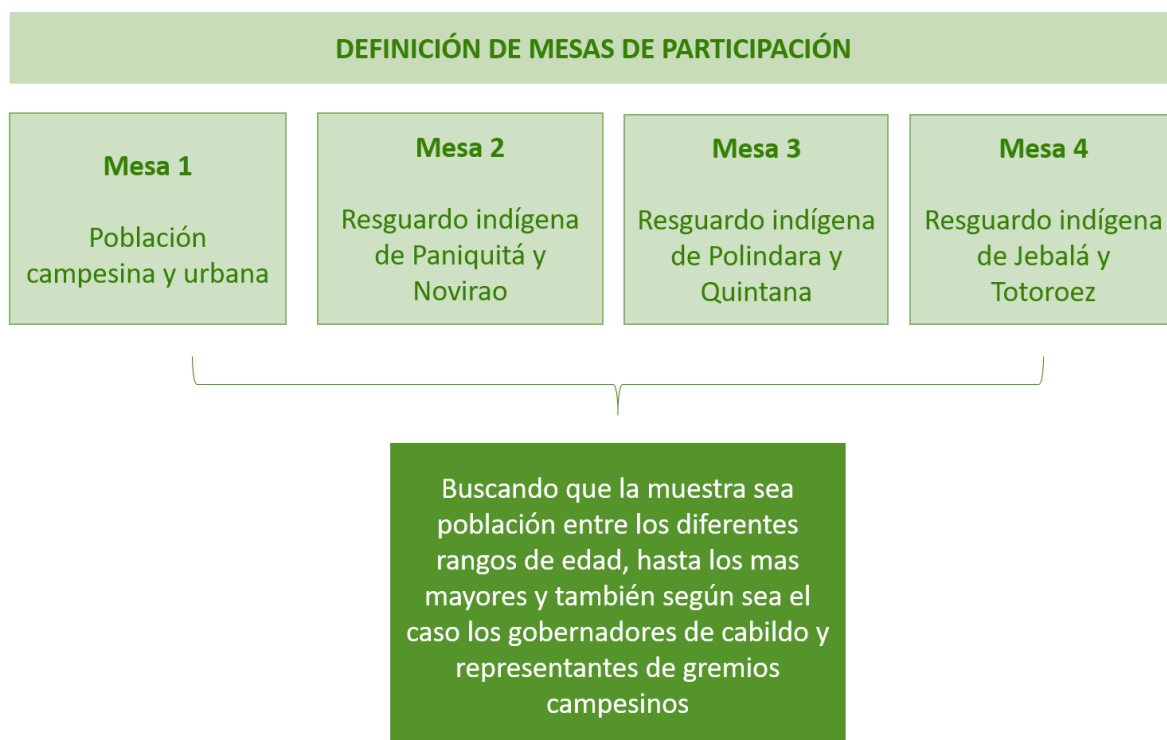 DEFINICIÓN DE MESAS DE PARTICIPACIÓN
Mesa 1
Población
campesina y urbana
Mesa 2
Resguardo indígena
de Paniquitá y
Novirao
Mesa 3
Resguardo indígena
de Polindara y
Quintana
Mesa 4
Resguardo indígena
de Jebalá y
Totoroez
Buscando que la muestra sea
población entre los diferentes
rangos de edad, hasta los mas
mayores y también según sea el
caso los gobernadores de cabildo y
representantes de gremios
campesinos